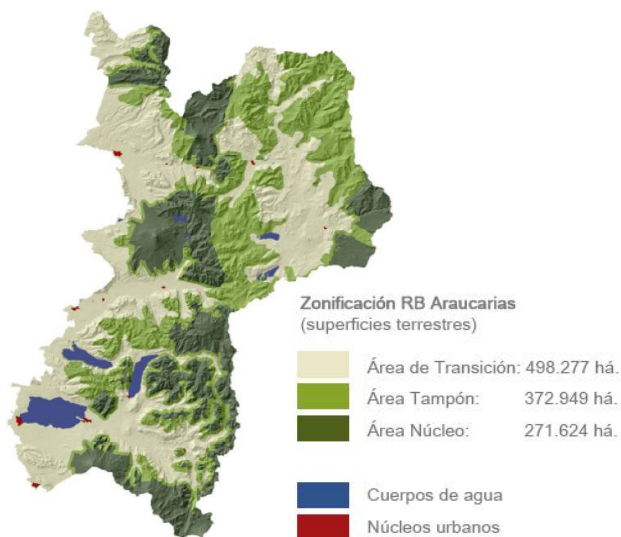 Zonificación RB Araucarias
(superficies terrestres)
Área de Transición: 498.277 há.
Área Tampón: 372.949 há.
Área Núcleo: 271.624 há.
Cuerpos de agua
Núcleos urbanos